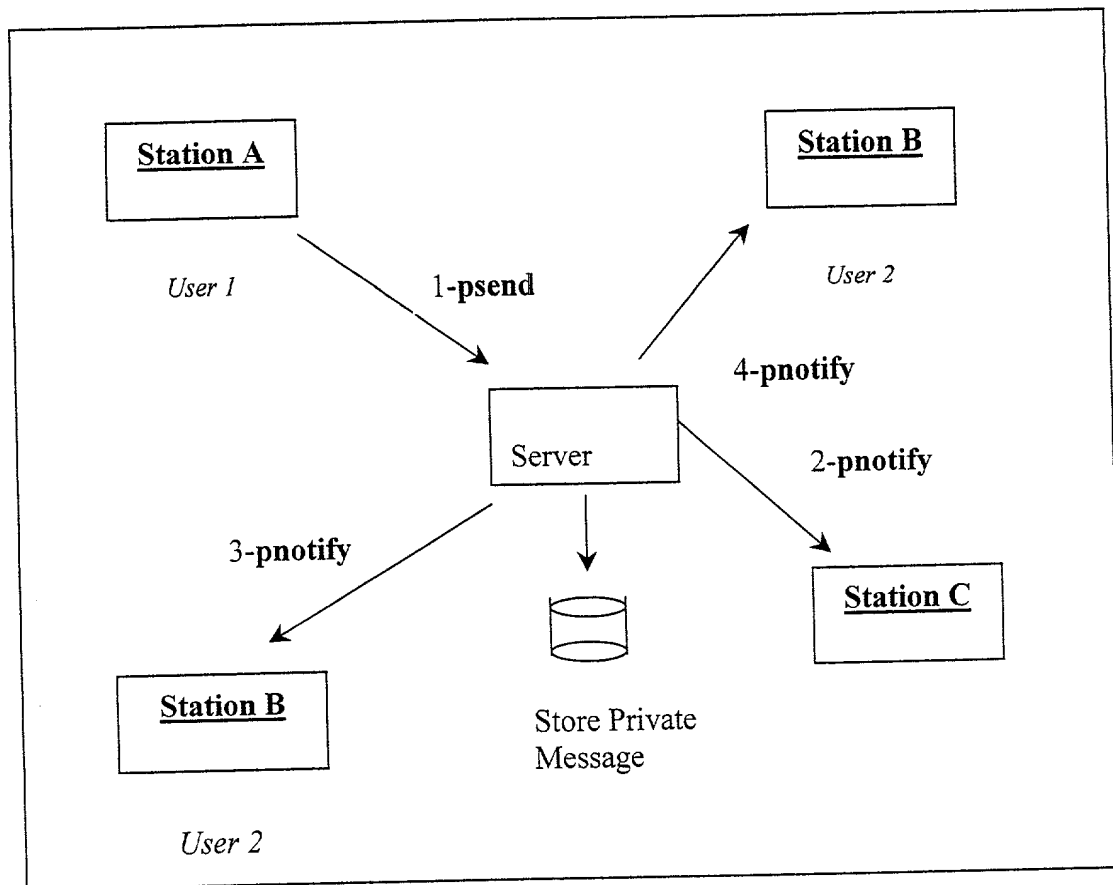 Station A
Station B
User 1
1-psend
User 2
4-pnotify
Server
2-pnotify
3-pnotify
Station C
Station B
Store Private
Message
User 2